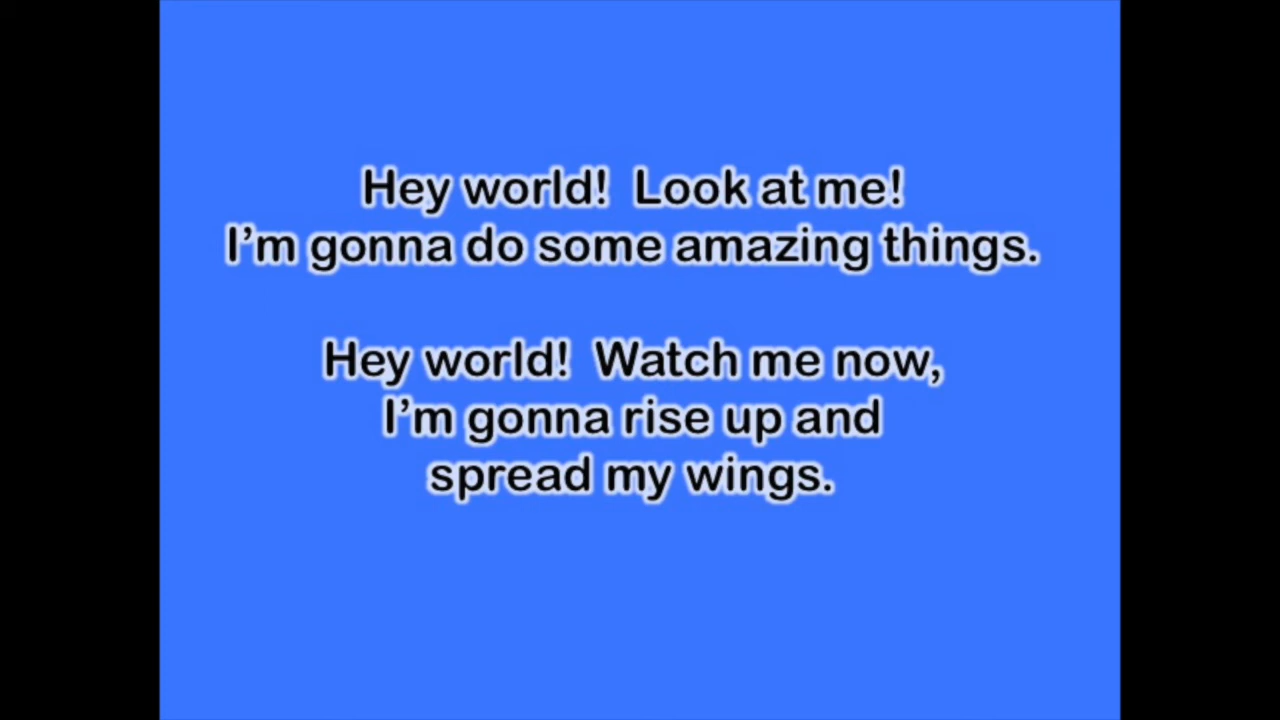 Hey world!  Look at me!
I’m gonna do some amazing things.
Hey world!  Watch me now,
I’m gonna rise up and
spread my wings.